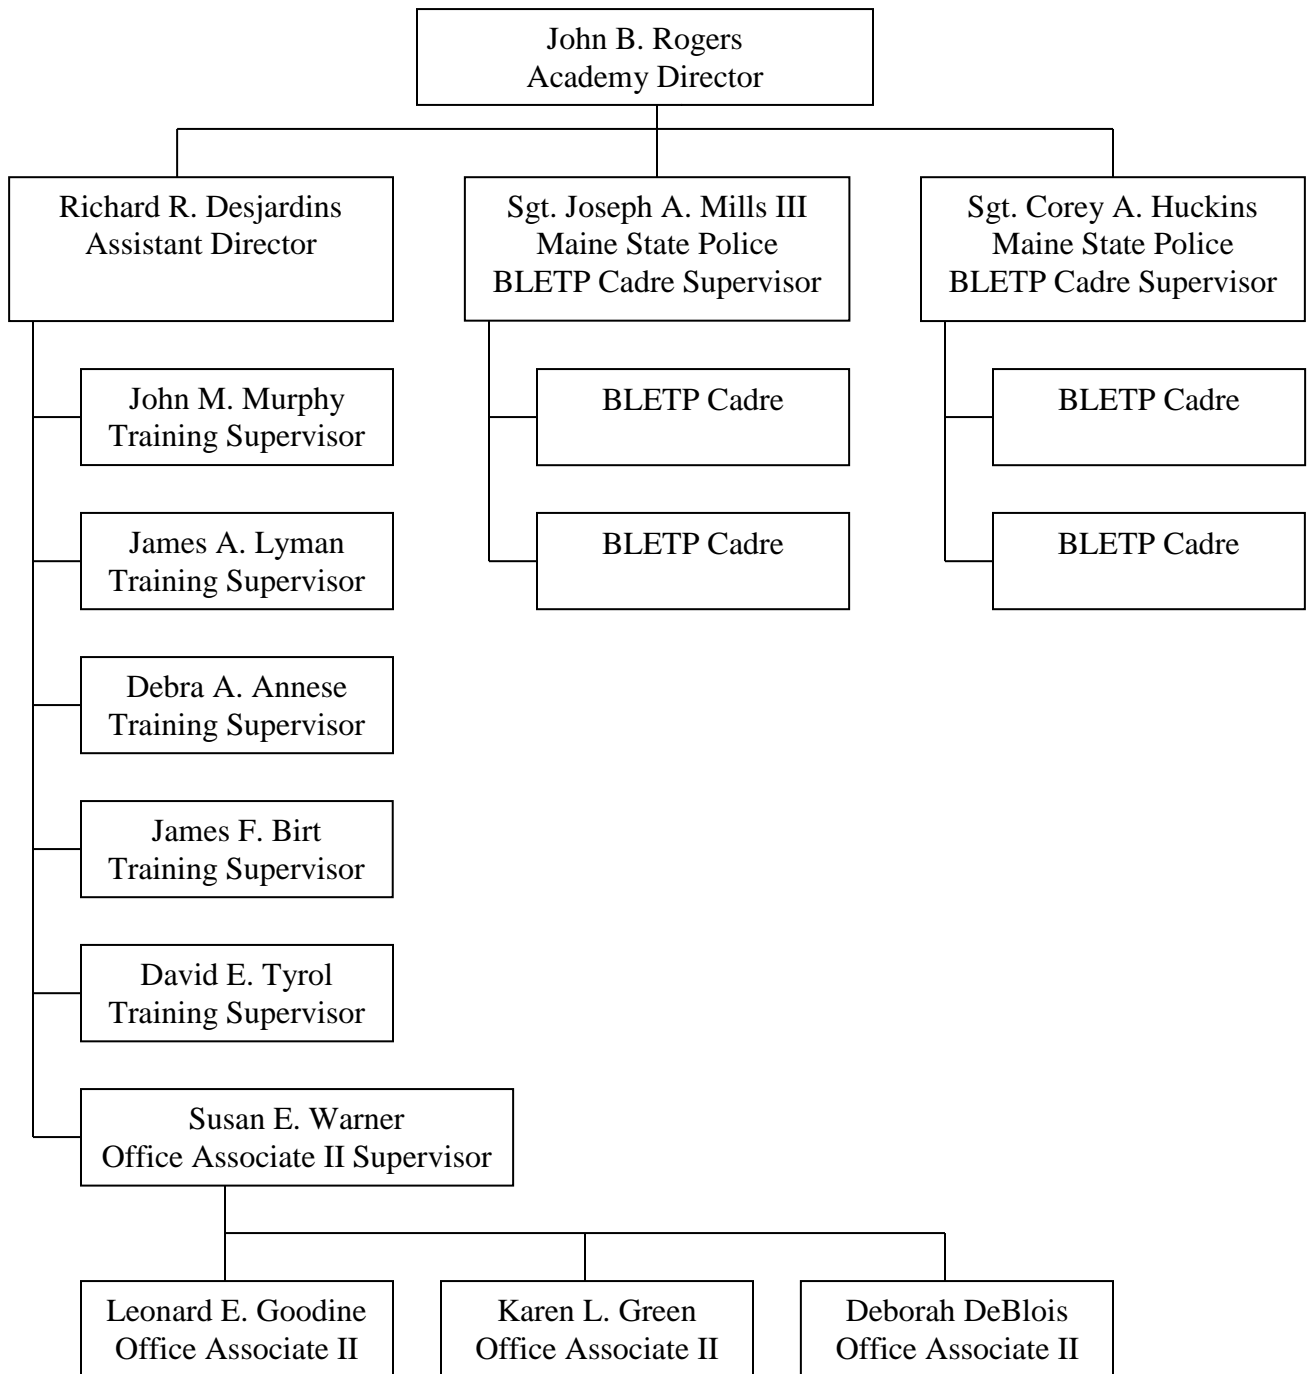 John B. Rogers
Academy Director
Richard R. Desjardins
Assistant Director
Sgt. Joseph A. Mills III
Maine State Police
BLETP Cadre Supervisor
Sgt. Corey A. Huckins
Maine State Police
BLETP Cadre Supervisor
John M. Murphy
Training Supervisor
BLETP Cadre
BLETP Cadre
James A. Lyman
Training Supervisor
BLETP Cadre
BLETP Cadre
Debra A. Annese
Training Supervisor
James F. Birt
Training Supervisor
David E. Tyrol
Training Supervisor
Susan E. Warner
Office Associate II Supervisor
Leonard E. Goodine
Office Associate II
Karen L. Green
Office Associate II
Deborah DeBlois
Office Associate II